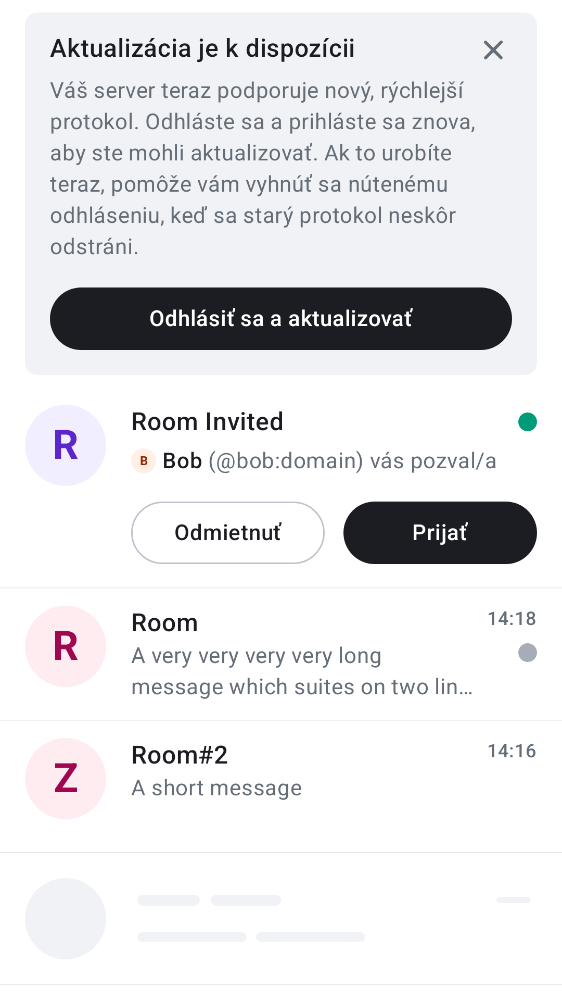 Aktualizácia je k dispozícii
Váš server teraz podporuje nový, rýchlejší
protokol. Odhláste sa a prihláste sa znova,
aby ste mohli aktualizovať. Ak to urobíte
teraz, pomôže vám vyhnúť sa nútenému
odhláseniu, keď sa starý protokol neskôr
odstráni.
Odhlásiť sa a aktualizovať
R
Room Invited
B Bob (@bob:domain) vás pozval/a
Odmietnuť
Prijať
R
Room
14:18
A very very very very long
message which suites on two lin…
Z
Room#2
14:16
A short message